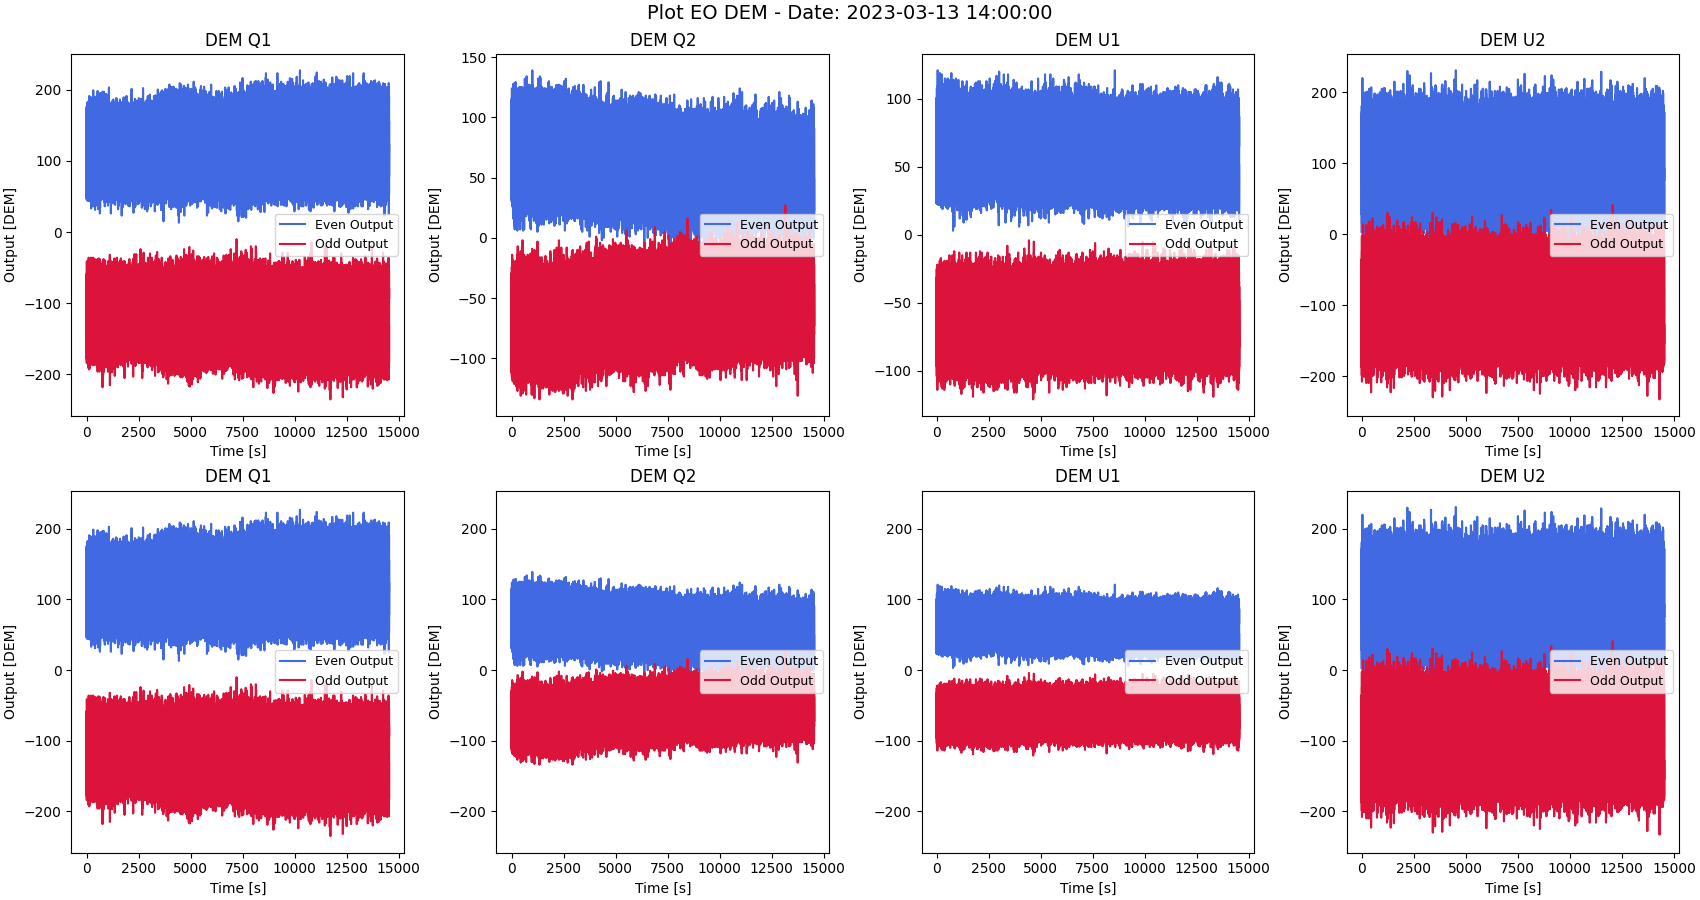 Plot EO DEM - Date: 2023-03-13 14:00:00
DEM Q1
Output [DEM]
200
100
0
−100
−200
Even Output
Odd Output
0 2500 5000 7500 10000 12500 15000
Time [s]
DEM Q2
Output [DEM]
150
100
50
0
−50
−100
Even Output
Odd Output
0 2500 5000 7500 10000 12500 15000
Time [s]
DEM U1
Output [DEM]
100
50
0
−50
−100
Even Output
Odd Output
0 2500 5000 7500 10000 12500 15000
Time [s]
DEM U2
Output [DEM]
200
100
0
−100
−200
Even Output
Odd Output
0 2500 5000 7500 10000 12500 15000
Time [s]
DEM Q1
Output [DEM]
200
100
0
−100
−200
Even Output
Odd Output
0 2500 5000 7500 10000 12500 15000
Time [s]
DEM Q2
Output [DEM]
200
100
0
−100
−200
Even Output
Odd Output
0 2500 5000 7500 10000 12500 15000
Time [s]
DEM U1
Output [DEM]
200
100
0
−100
−200
Even Output
Odd Output
0 2500 5000 7500 10000 12500 15000
Time [s]
DEM U2
Output [DEM]
200
100
0
−100
−200
Even Output
Odd Output
0 2500 5000 7500 10000 12500 15000
Time [s]